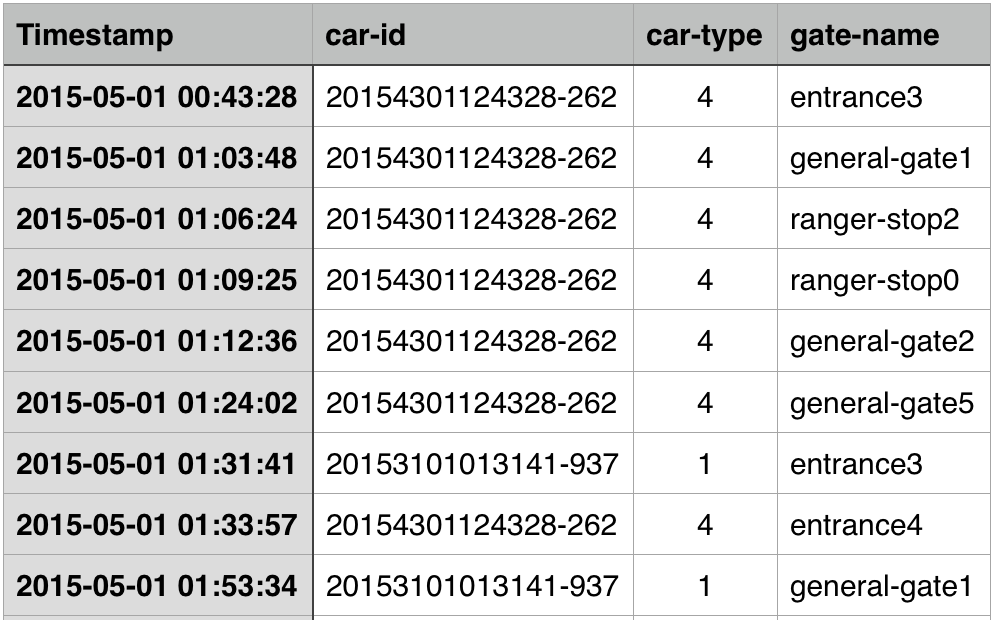 Timestamp car-id car-type gate-name
2015-05-01 00:43:28 20154301124328-262 4 entrance3
2015-05-01 01:03:48 20154301124328-262 4 general-gate1
2015-05-01 01:06:24 20154301124328-262 4 ranger-stop2
2015-05-01 01:09:25 20154301124328-262 4 ranger-stop0
2015-05-01 01:12:36 20154301124328-262 4 general-gate2
2015-05-01 01:24:02 20154301124328-262 4 general-gate5
2015-05-01 01:31:41 20153101013141-937 1 entrance3
2015-05-01 01:33:57 20154301124328-262 4 entrance4
2015-05-01 01:53:34 20153101013141-937 1 general-gate1